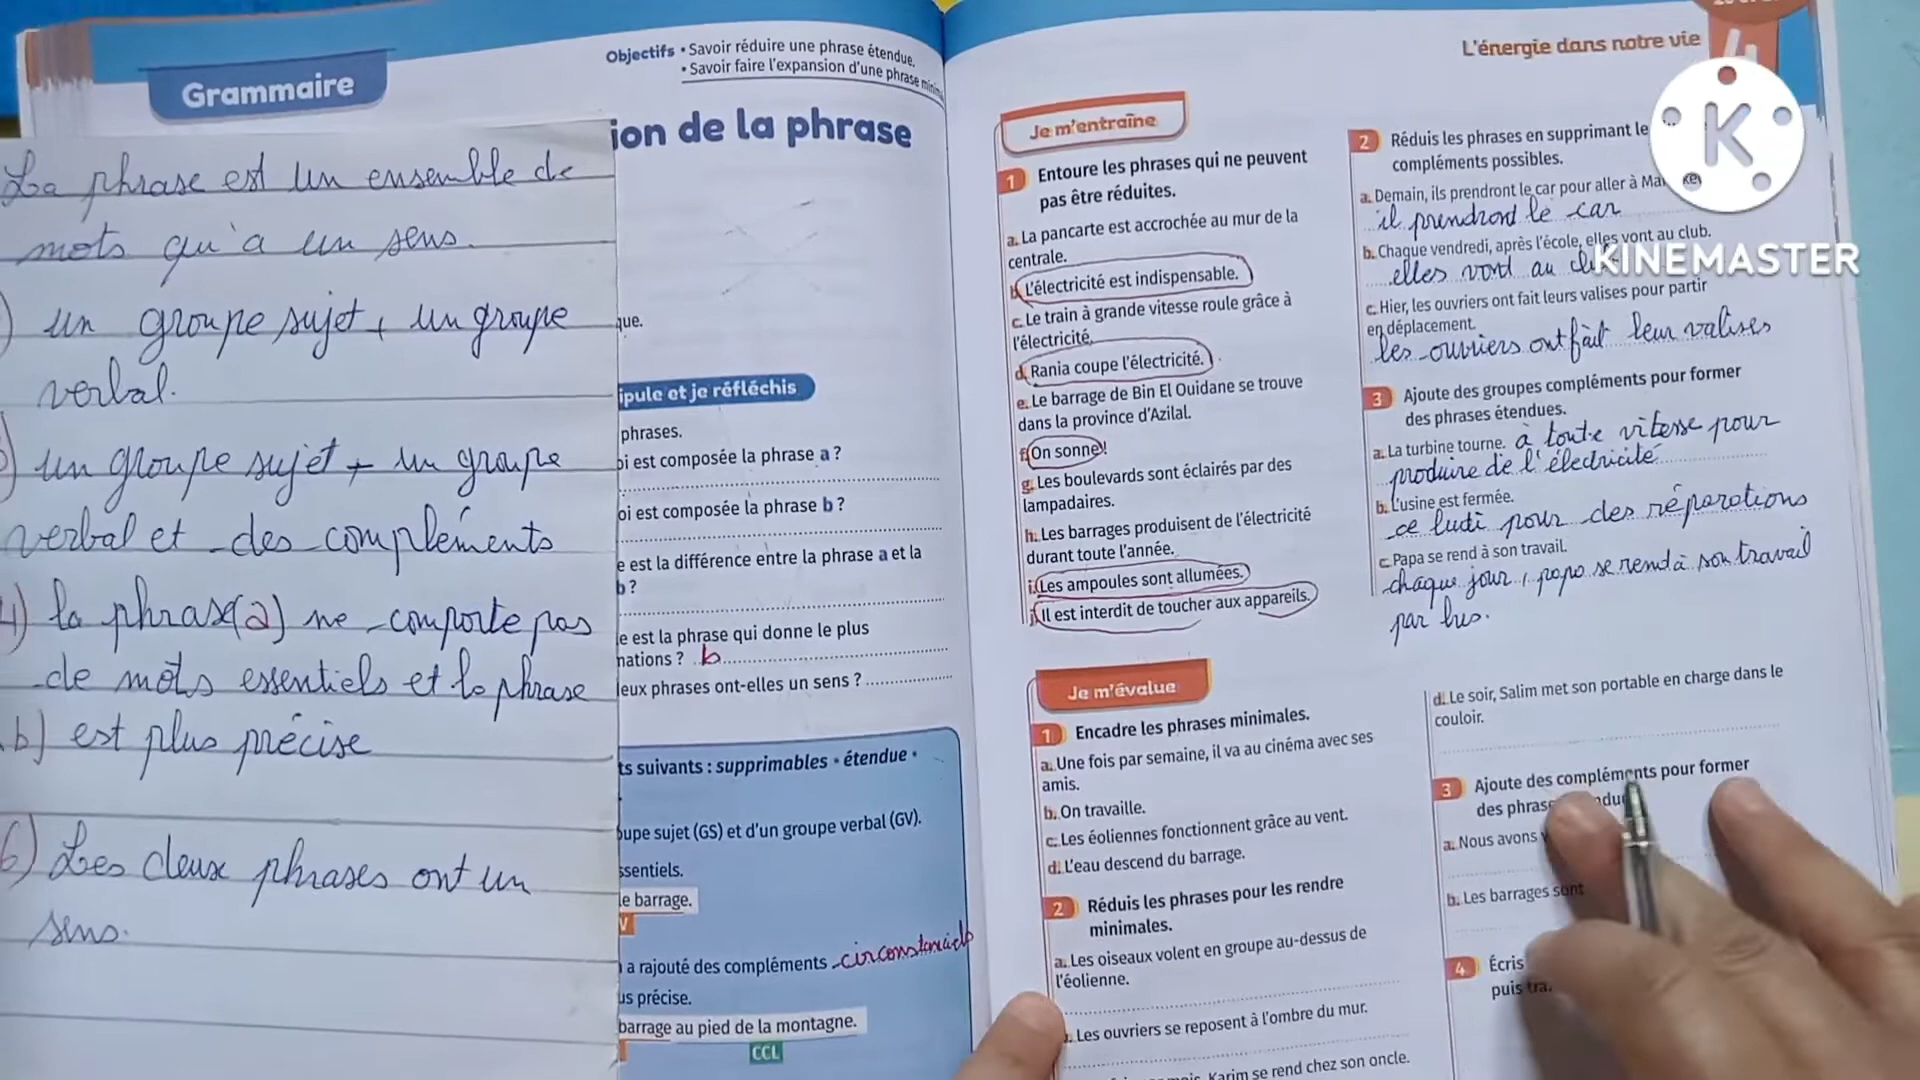 Grammaire
Objectifs • Savoir réduire une phrase étendue.
• Savoir faire l'expansion d'une phrase
ion de la phrase
La phrase est un ensemble de
mots qu'a un sens.
un groupe sujet + un groupe
verbal.
un groupe sujet + un groupe
verbal et des compléments
4) la phrase(a) ne comporte pas
de mots essentiels et la phrase
b) est plus précise
6) Les deux phrases ont un
sens.
que.
ipule et je réfléchis
phrases.
oi est composée la phrase a ?
oi est composée la phrase b ?
e est la différence entre la phrase a et la
b ?
e est la phrase qui donne le plus
mations ? b
deux phrases ont-elles un sens ?
ts suivants : supprimables • étendue •
oupe sujet (GS) et d'un groupe verbal (GV).
ssentiels.
le barrage.
V
a rajouté des compléments circonstanciels
us précise.
barrage au pied de la montagne.
CCL
L'énergie dans notre vie
4
Je m'entraîne
1 Entoure les phrases qui ne peuvent
pas être réduites.
a. La pancarte est accrochée au mur de la
centrale.
b. L'électricité est indispensable.
c. Le train à grande vitesse roule grâce à
l'électricité.
d. Rania coupe l'électricité.
e. Le barrage de Bin El Ouidane se trouve
dans la province d'Azilal.
f. On sonne!
g. Les boulevards sont éclairés par des
lampadaires.
h. Les barrages produisent de l'électricité
durant toute l'année.
i. Les ampoules sont allumées.
j. Il est interdit de toucher aux appareils.
2 Réduis les phrases en supprimant le
compléments possibles.
a. Demain, ils prendront le car pour aller à
il prendront le car
b. Chaque vendredi, après l'école, elles vont au club.
elles vont au
c. Hier, les ouvriers ont fait leurs valises pour partir
en déplacement.
les ouvriers ont fait leur valises
3 Ajoute des groupes compléments pour former
des phrases étendues.
a. La turbine tourne. à toute vitesse pour
produire de l'électricité
b. L'usine est fermée.
ce ludi pour des réparations
c. Papa se rend à son travail.
chaque jour, papa se rend à son travail
par bus.
Je m'évalue
1 Encadre les phrases minimales.
a. Une fois par semaine, il va au cinéma avec ses
amis.
b. On travaille.
c. Les éoliennes fonctionnent grâce au vent.
d. L'eau descend du barrage.
2 Réduis les phrases pour les rendre
minimales.
a. Les oiseaux volent en groupe au-dessus de
l'éolienne.
Les ouvriers se reposent à l'ombre du mur.
Karim se rend chez son oncle.
d. Le soir, Salim met son portable en charge dans le
couloir.
3 Ajoute des compléments pour former
des phrase
a. Nous avons
b. Les barrages sont
4 Écris
puis
K
KINEMASTER